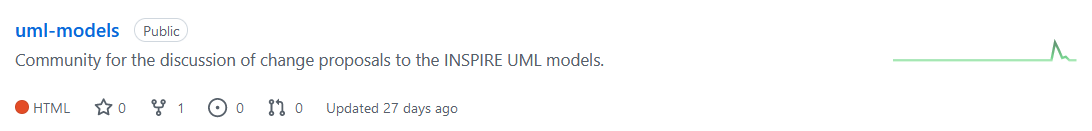 uml-models Public
Community for the discussion of change proposals to the INSPIRE UML models.
HTML 0 1 0 0 Updated 27 days ago